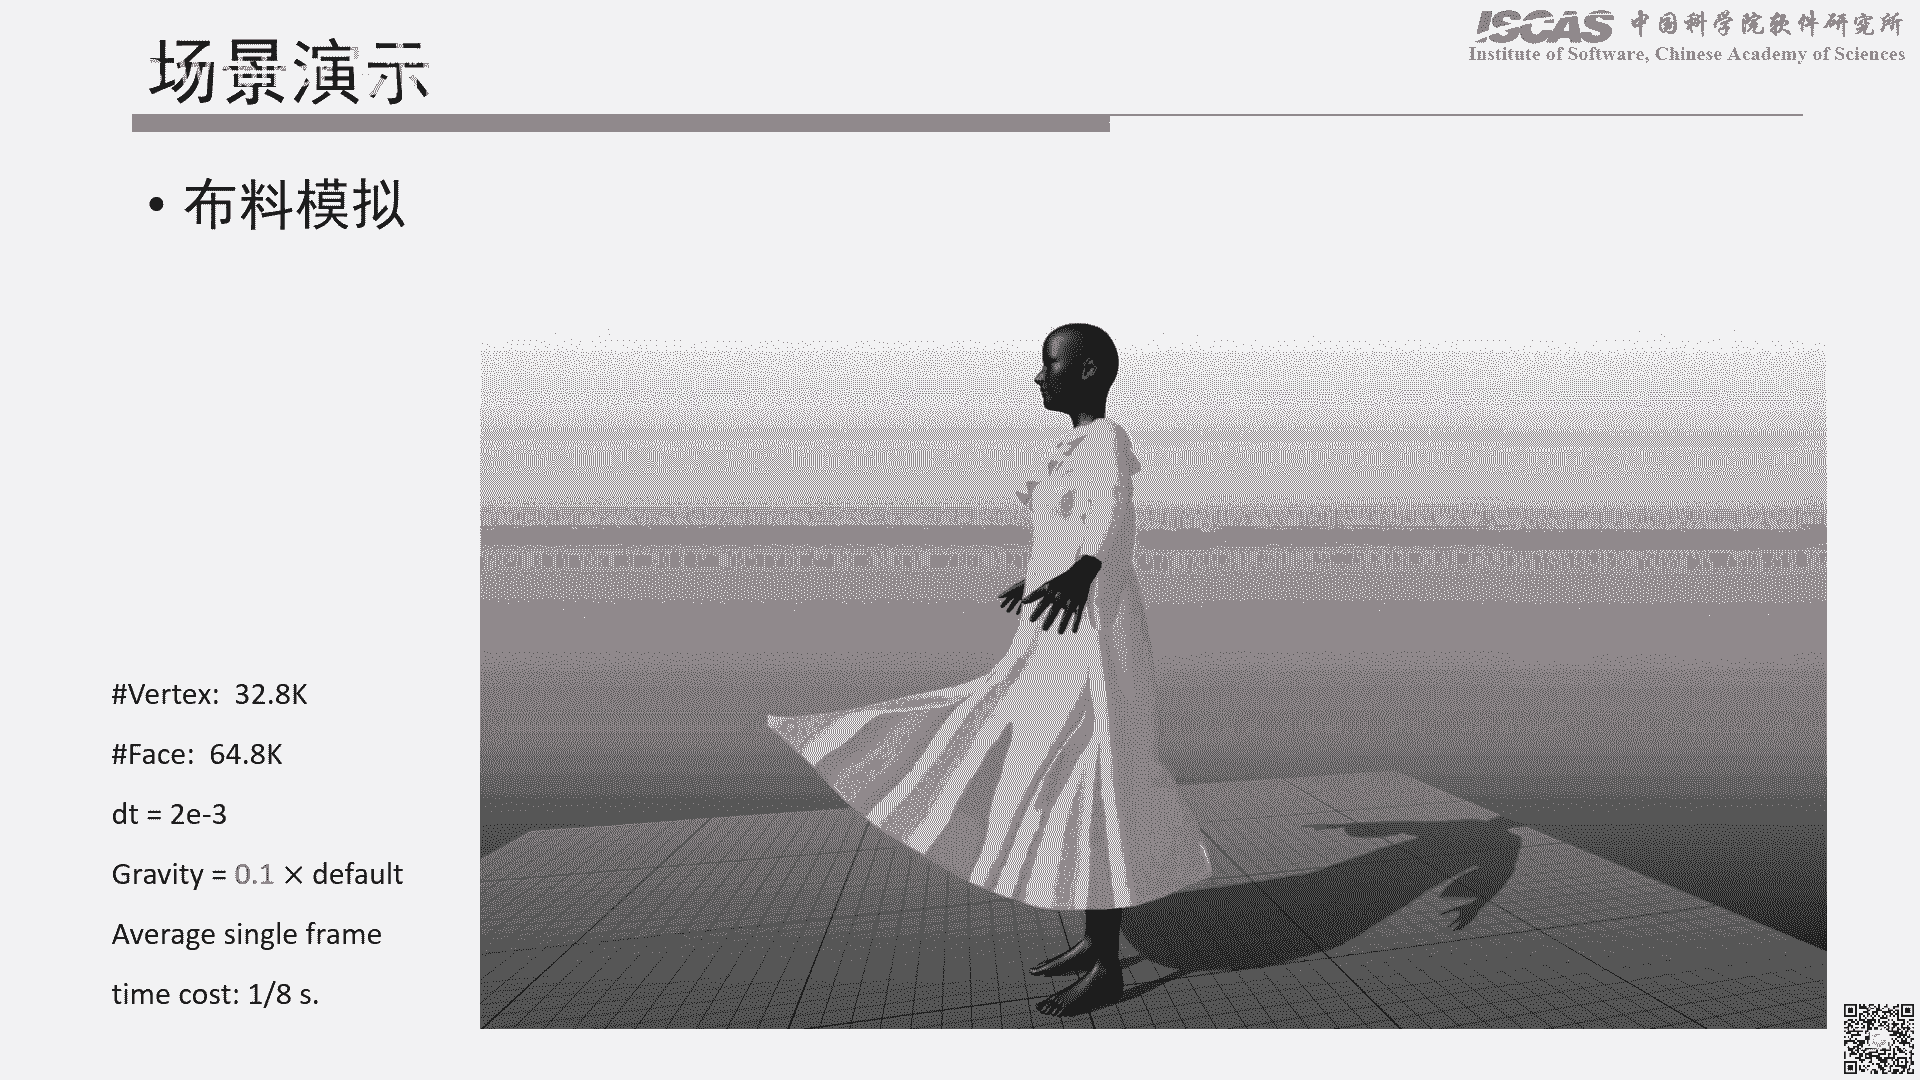 ISCAS 中国科学院软件研究所
Institute of Software, Chinese Academy of Sciences
场景演示
• 布料模拟
#Vertex: 32.8K
#Face: 64.8K
dt = 2e-3
Gravity = 0.1 × default
Average single frame
time cost: 1/8 s.